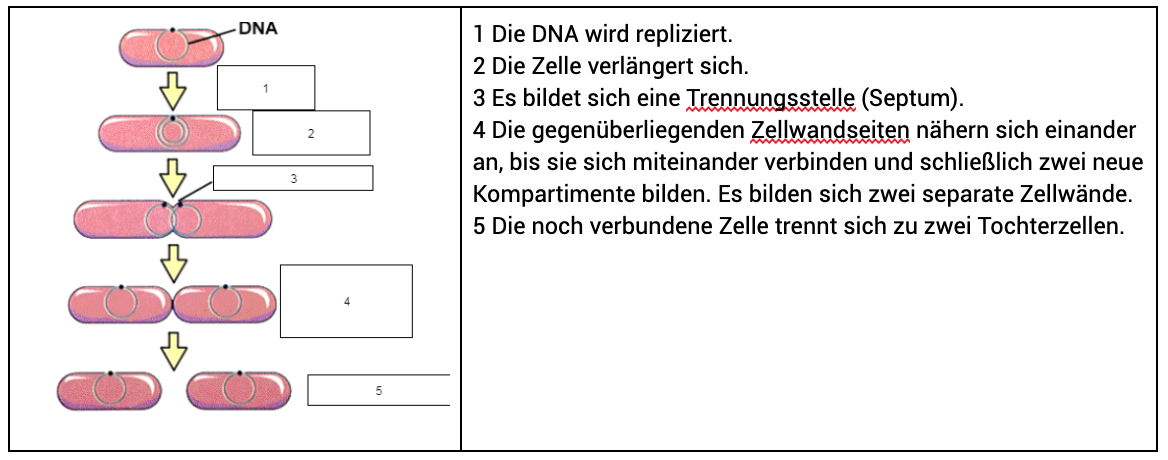 DNA
1
2
3
4
5
1 Die DNA wird repliziert.
2 Die Zelle verlängert sich.
3 Es bildet sich eine Trennungsstelle (Septum).
4 Die gegenüberliegenden Zellwandseiten nähern sich einander
an, bis sie sich miteinander verbinden und schließlich zwei neue
Kompartimente bilden. Es bilden sich zwei separate Zellwände.
5 Die noch verbundene Zelle trennt sich zu zwei Tochterzellen.